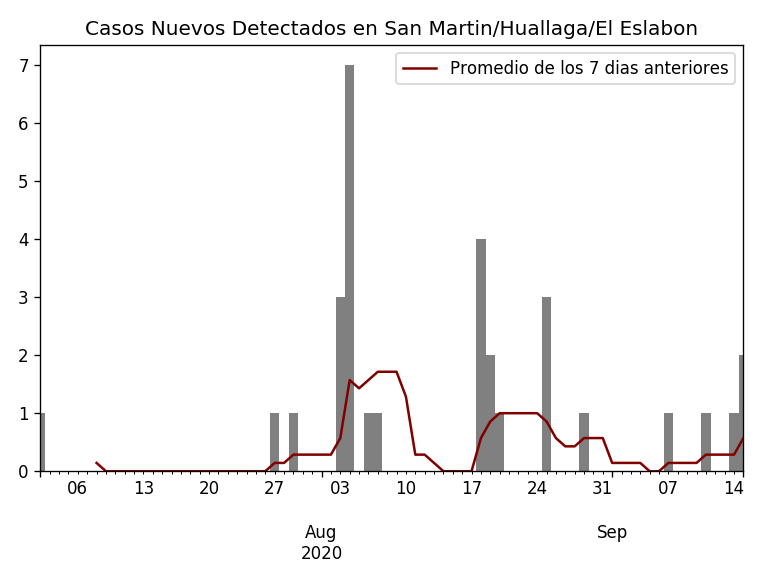 Casos Nuevos Detectados en San Martin/Huallaga/El Eslabon
Promedio de los 7 dias anteriores
7
6
5
4
3
2
1
0
06 13 20 27 03 10 17 24 31 07 14
Aug Sep
2020